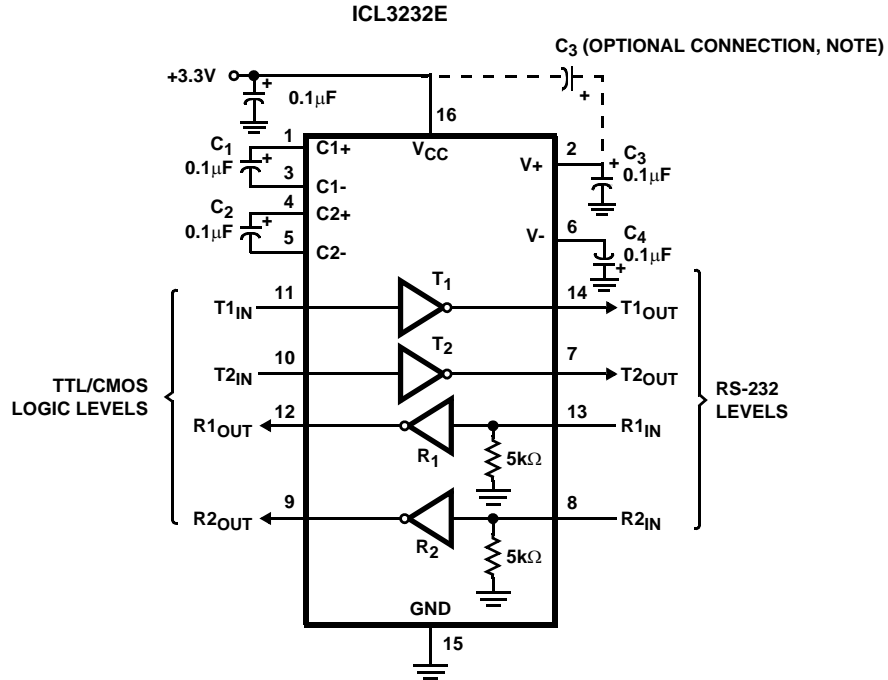 ICL3232E
C3 (OPTIONAL CONNECTION, NOTE)
+3.3V
+
0.1μF
+
16
VCC
C1
0.1μF
+
1
C1+
3
C1-
C2
0.1μF
+
4
C2+
5
C2-
V+
2
+
C3
0.1μF
V-
6
C4
0.1μF
+
T1IN
11
T1
14
T1OUT
T2IN
10
T2
7
T2OUT
TTL/CMOS
LOGIC LEVELS
RS-232
LEVELS
R1OUT
12
R1
13
R1IN
5kΩ
R2OUT
9
R2
8
R2IN
5kΩ
GND
15